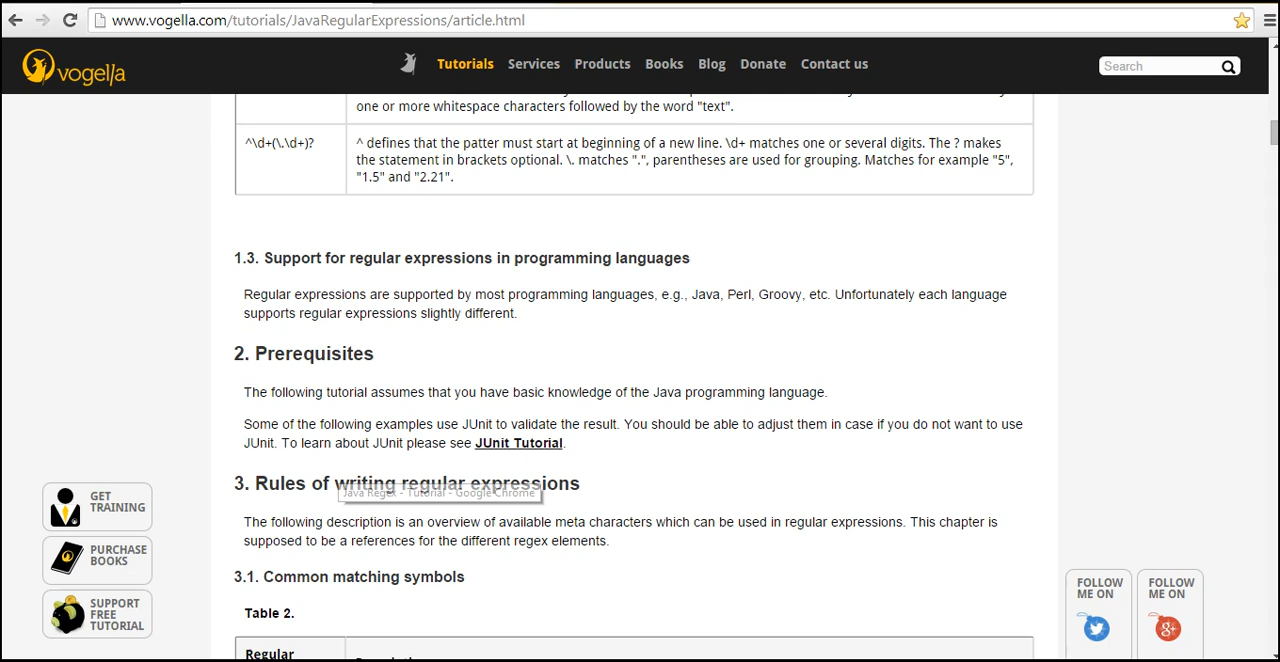 www.vogella.com/tutorials/JavaRegularExpressions/article.html
vogella
Tutorials Services Products Books Blog Donate Contact us
Search
one or more whitespace characters followed by the word "text".
^\d+(\.\d+)?
^ defines that the patter must start at beginning of a new line. \d+ matches one or several digits. The ? makes
the statement in brackets optional. \. matches ".", parentheses are used for grouping. Matches for example "5",
"1.5" and "2.21".
1.3. Support for regular expressions in programming languages
Regular expressions are supported by most programming languages, e.g., Java, Perl, Groovy, etc. Unfortunately each language
supports regular expressions slightly different.
2. Prerequisites
The following tutorial assumes that you have basic knowledge of the Java programming language.
Some of the following examples use JUnit to validate the result. You should be able to adjust them in case if you do not want to use
JUnit. To learn about JUnit please see JUnit Tutorial.
3. Rules of writing regular expressions
Java Regex - Tutorial - Google Chrome
The following description is an overview of available meta characters which can be used in regular expressions. This chapter is
supposed to be a references for the different regex elements.
3.1. Common matching symbols
Table 2.
Regular
GET
TRAINING
PURCHASE
BOOKS
SUPPORT
FREE
TUTORIAL
FOLLOW
ME ON
FOLLOW
ME ON